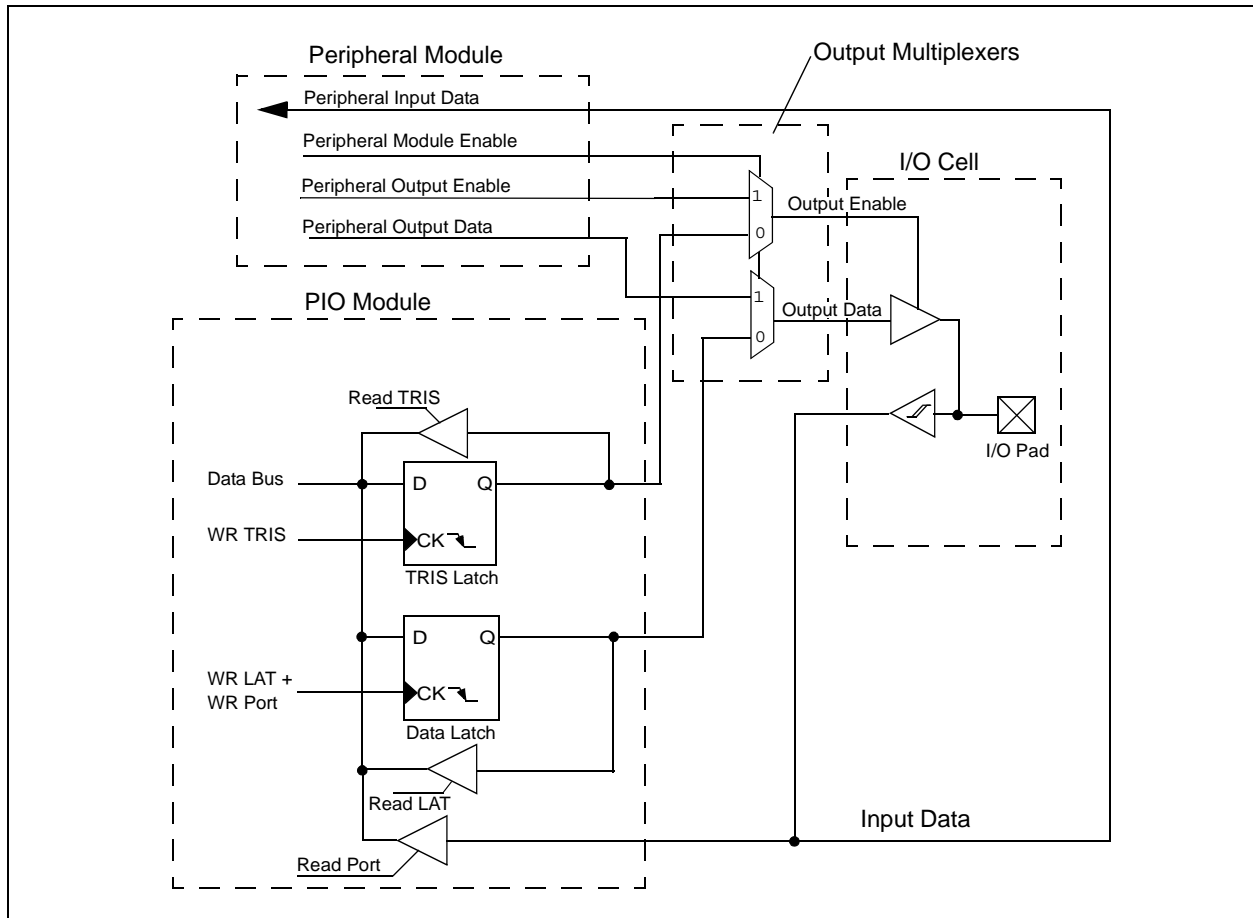 Peripheral Module
Output Multiplexers
Peripheral Input Data
Peripheral Module Enable
I/O Cell
Peripheral Output Enable
1
Output Enable
Peripheral Output Data
0
PIO Module
1
Output Data
0
Read TRIS
I/O Pad
Data Bus
D
Q
WR TRIS
CK
TRIS Latch
D
Q
WR LAT +
WR Port
CK
Data Latch
Read LAT
Input Data
Read Port